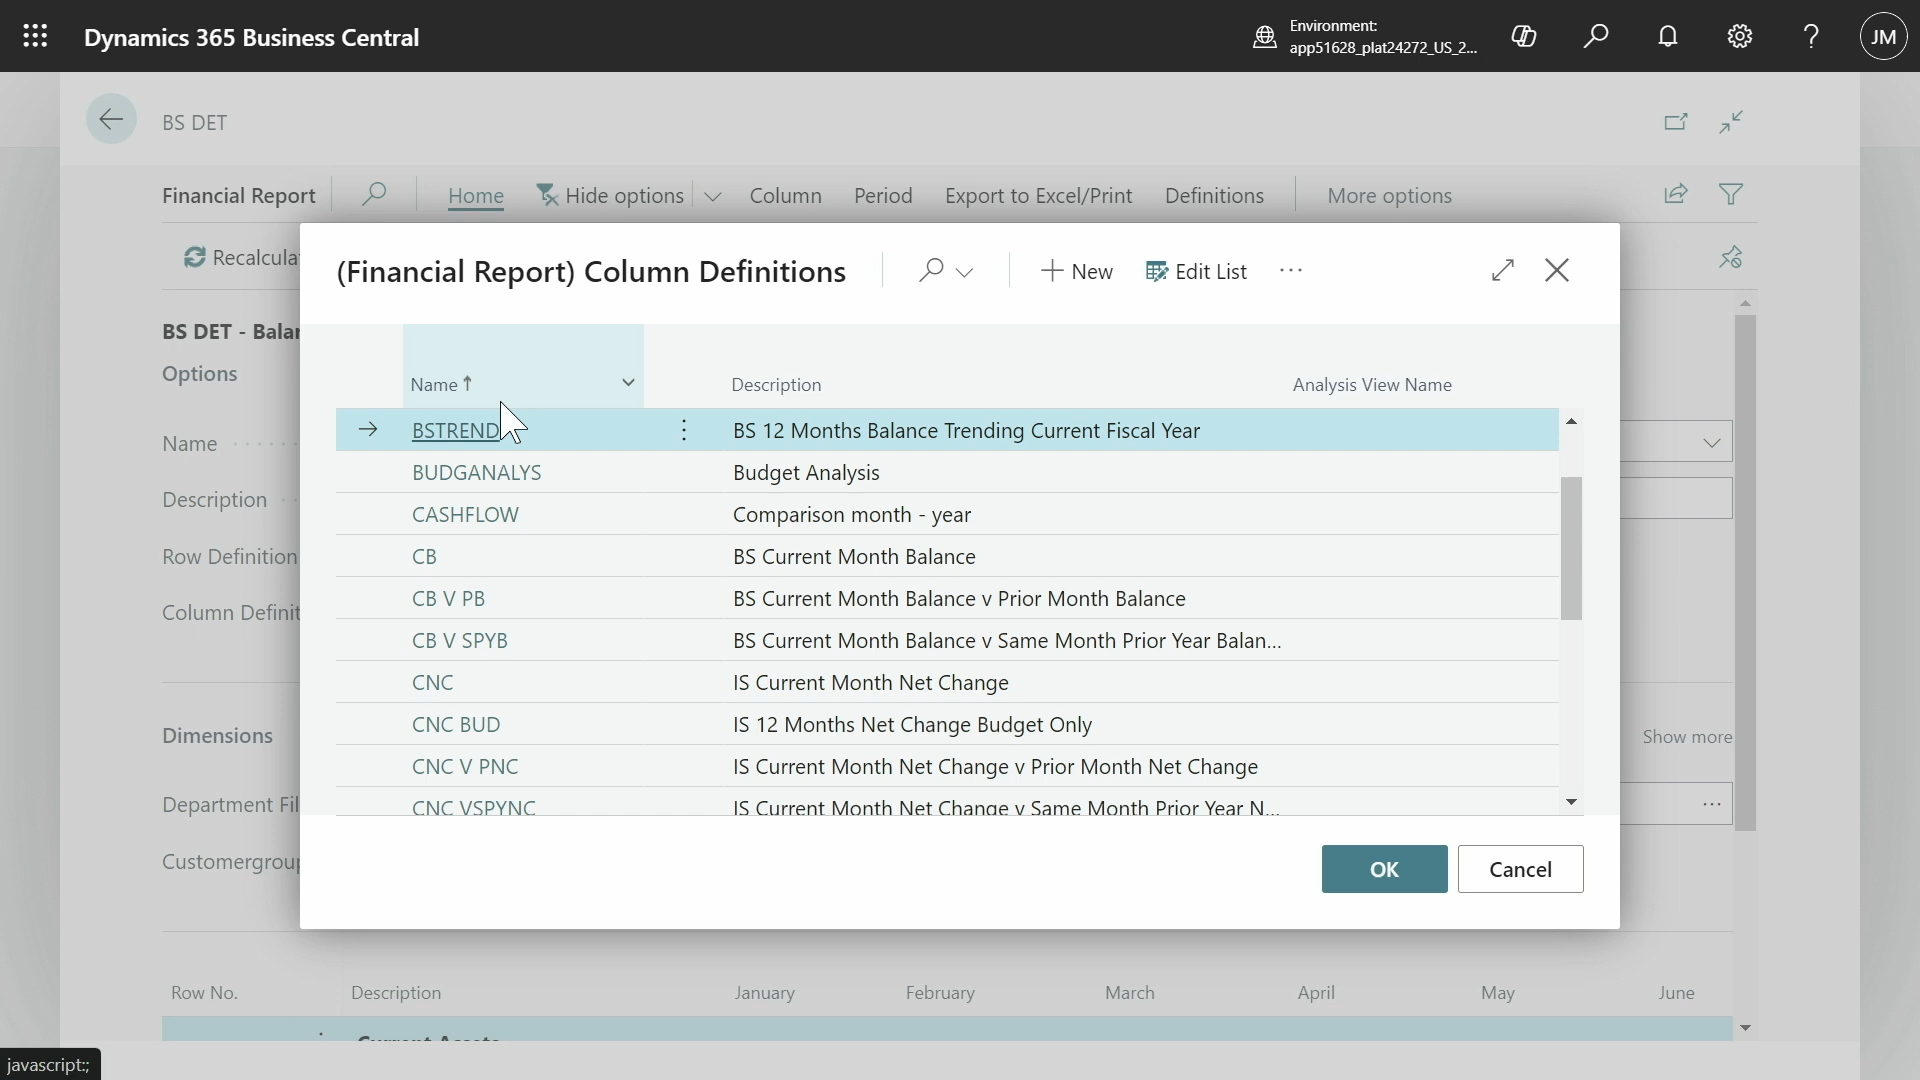 Dynamics 365 Business Central
Environment:
app51628_plat24272_US_2...
JM
BS DET
Financial Report
Home
Hide options
Column
Period
Export to Excel/Print
Definitions
More options
(Financial Report) Column Definitions
New
Edit List
Name
Description
Analysis View Name
BSTREND BS 12 Months Balance Trending Current Fiscal Year
BUDGANALYS Budget Analysis
CASHFLOW Comparison month - year
CB BS Current Month Balance
CB V PB BS Current Month Balance v Prior Month Balance
CB V SPYB BS Current Month Balance v Same Month Prior Year Balan...
CNC IS Current Month Net Change
CNC BUD IS 12 Months Net Change Budget Only
CNC V PNC IS Current Month Net Change v Prior Month Net Change
CNC VSPYNC IS Current Month Net Change v Same Month Prior Year N...
OK
Cancel
Recalcula
BS DET - Balan
Options
Name
Description
Row Definition
Column Definit
Dimensions
Show more
Department Fil
Customergroup
Row No. Description January February March April May June
Current Assets
javascript:;